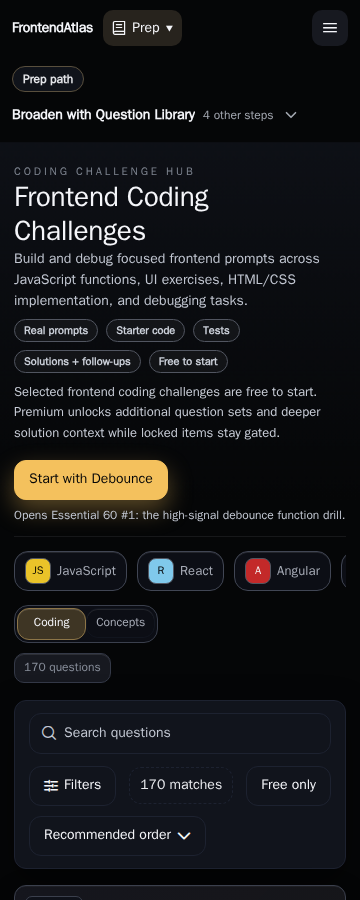 FrontendAtlas Prep ▾
Prep path
Broaden with Question Library 4 other steps
CODING CHALLENGE HUB
Frontend Coding
Challenges
Build and debug focused frontend prompts across
JavaScript functions, UI exercises, HTML/CSS
implementation, and debugging tasks.
Real prompts Starter code Tests
Solutions + follow-ups Free to start
Selected frontend coding challenges are free to start.
Premium unlocks additional question sets and deeper
solution context while locked items stay gated.
Start with Debounce
Opens Essential 60 #1: the high-signal debounce function drill.
JS JavaScript R React A Angular
Coding Concepts
170 questions
Search questions
Filters 170 matches Free only
Recommended order